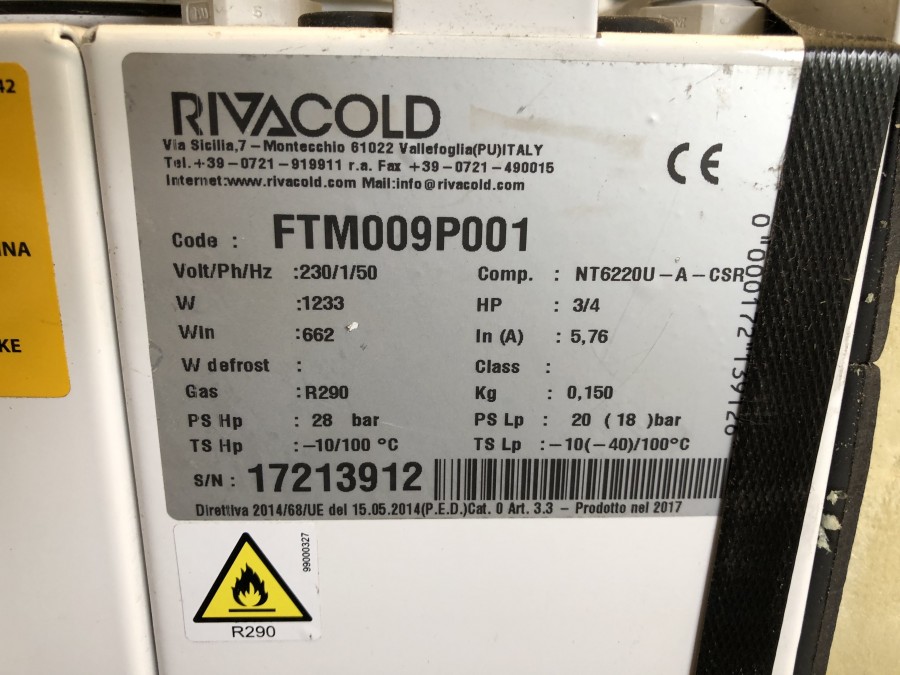 42
NNA
KE
RIVACOLD
Via Sicilia,7 – Montecchio 61022 Vallefoglia(PU)ITALY
Tel.+39–0721–919911 r.a. Fax +39–0721–490015
Internet:www.rivacold.com Mail:info@rivacold.com
CE
Code : FTM009P001
Volt/Ph/Hz :230/1/50 Comp. : NT6220U–A–CSR
W :1233 HP : 3/4
Win :662 In (A) : 5,76
W defrost : Class :
Gas :R290 Kg : 0,150
PS Hp : 28 bar PS Lp : 20 (18 )bar
TS Hp : –10/100 °C TS Lp : –10(–40)/100°C
S/N : 17213912
Direttiva 2014/68/UE del 15.05.2014(P.E.D.)Cat. 0 Art. 3.3 – Prodotto nel 2017
99000327
R290